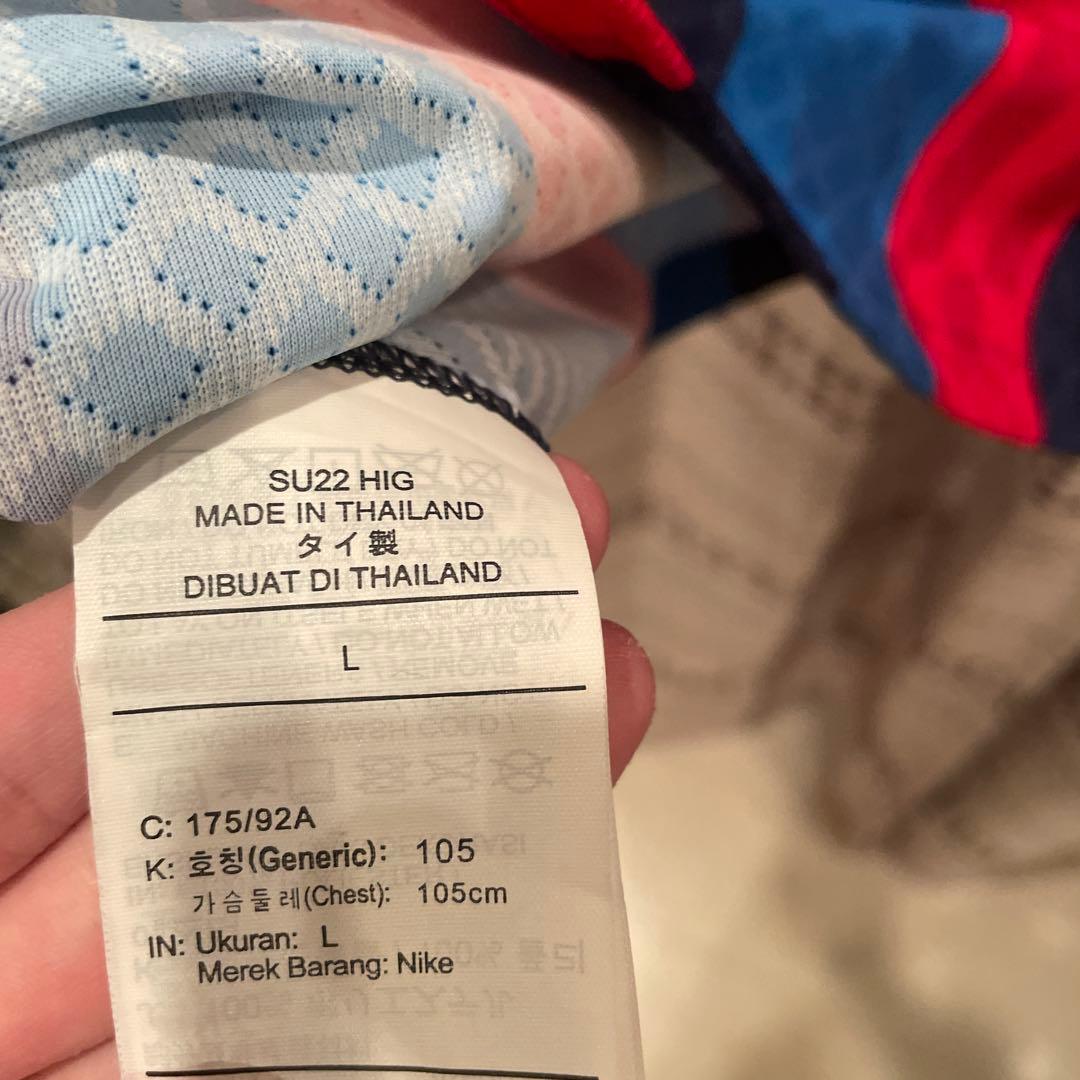 SU22 HIG
MADE IN THAILAND
タイ製
DIBUAT DI THAILAND
L
C: 175/92A
K: 호칭(Generic): 105
가슴둘레(Chest): 105cm
IN: Ukuran: L
Merek Barang: Nike